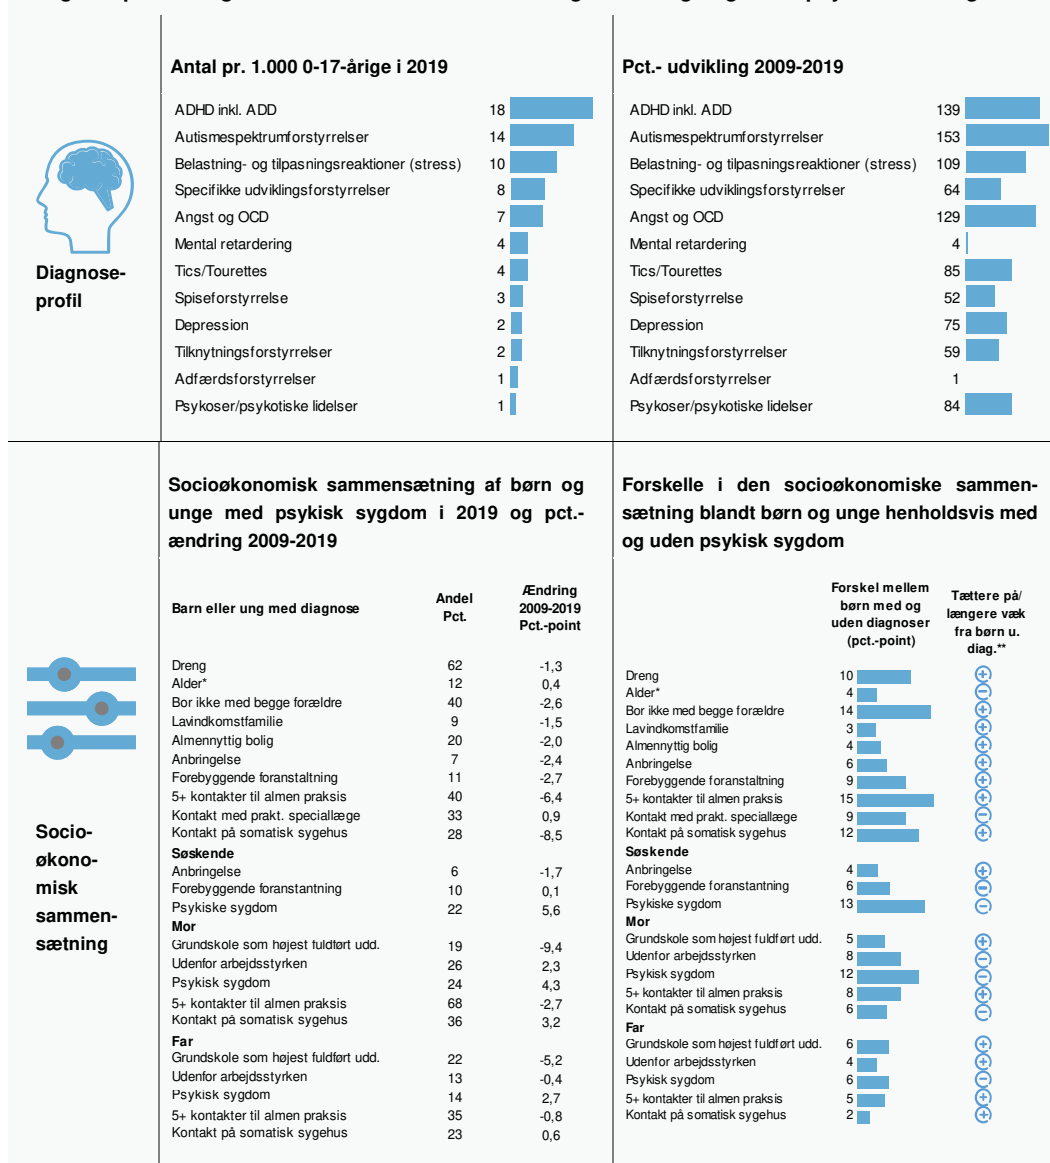 Antal pr. 1.000 0-17-årige i 2019
ADHD inkl. ADD 18
Autismespektrumforstyrrelser 14
Belastning- og tilpasningsreaktioner (stress) 10
Specifikke udviklingsforstyrrelser 8
Angst og OCD 7
Mental retardering 4
Tics/Tourettes 4
Spiseforstyrrelse 3
Depression 2
Tilknytningsforstyrrelser 2
Adfærdsforstyrrelser 1
Psykoser/psykotiske lidelser 1
Pct.- udvikling 2009-2019
ADHD inkl. ADD 139
Autismespektrumforstyrrelser 153
Belastning- og tilpasningsreaktioner (stress) 109
Specifikke udviklingsforstyrrelser 64
Angst og OCD 129
Mental retardering 4
Tics/Tourettes 85
Spiseforstyrrelse 52
Depression 75
Tilknytningsforstyrrelser 59
Adfærdsforstyrrelser 1
Psykoser/psykotiske lidelser 84
Diagnose-
profil
Socioøkonomisk sammensætning af børn og
unge med psykisk sygdom i 2019 og pct.-
ændring 2009-2019
Barn eller ung med diagnose
Andel
Pct.
Ændring
2009-2019
Pct.-point
Dreng 62 -1,3
Alder* 12 0,4
Bor ikke med begge forældre 40 -2,6
Lavindkomstfamilie 9 -1,5
Almennyttig bolig 20 -2,0
Anbringelse 7 -2,4
Forebyggende foranstaltning 11 -2,7
5+ kontakter til almen praksis 40 -6,4
Kontakt med prakt. speciallæge 33 0,9
Kontakt på somatisk sygehus 28 -8,5
Søskende
Anbringelse 6 -1,7
Forebyggende foranstantning 10 0,1
Psykiske sygdom 22 5,6
Mor
Grundskole som højest fuldført udd. 19 -9,4
Udenfor arbejdsstyrken 26 2,3
Psykisk sygdom 24 4,3
5+ kontakter til almen praksis 68 -2,7
Kontakt på somatisk sygehus 36 3,2
Far
Grundskole som højest fuldført udd. 22 -5,2
Udenfor arbejdsstyrken 13 -0,4
Psykisk sygdom 14 2,7
5+ kontakter til almen praksis 35 -0,8
Kontakt på somatisk sygehus 23 0,6
Forskelle i den socioøkonomiske sammen-
sætning blandt børn og unge henholdsvis med
og uden psykisk sygdom
Forskel mellem
børn med og
uden diagnoser
(pct.-point)
Tættere på/
længere væk
fra børn u.
diag.**
Dreng 10 +
Alder* 4 −
Bor ikke med begge forældre 14 +
Lavindkomstfamilie 3 +
Almennyttig bolig 4 +
Anbringelse 6 +
Forebyggende foranstaltning 9 +
5+ kontakter til almen praksis 15 +
Kontakt med prakt. speciallæge 9 −
Kontakt på somatisk sygehus 12 +
Søskende
Anbringelse 4 +
Forebyggende foranstantning 6 −
Psykiske sygdom 13 −
Mor
Grundskole som højest fuldført udd. 5 +
Udenfor arbejdsstyrken 8 −
Psykisk sygdom 12 −
5+ kontakter til almen praksis 8 +
Kontakt på somatisk sygehus 6 −
Far
Grundskole som højest fuldført udd. 6 +
Udenfor arbejdsstyrken 4 +
Psykisk sygdom 6 −
5+ kontakter til almen praksis 5 +
Kontakt på somatisk sygehus 2 +
Socio-
økono-
misk
sammen-
sætning